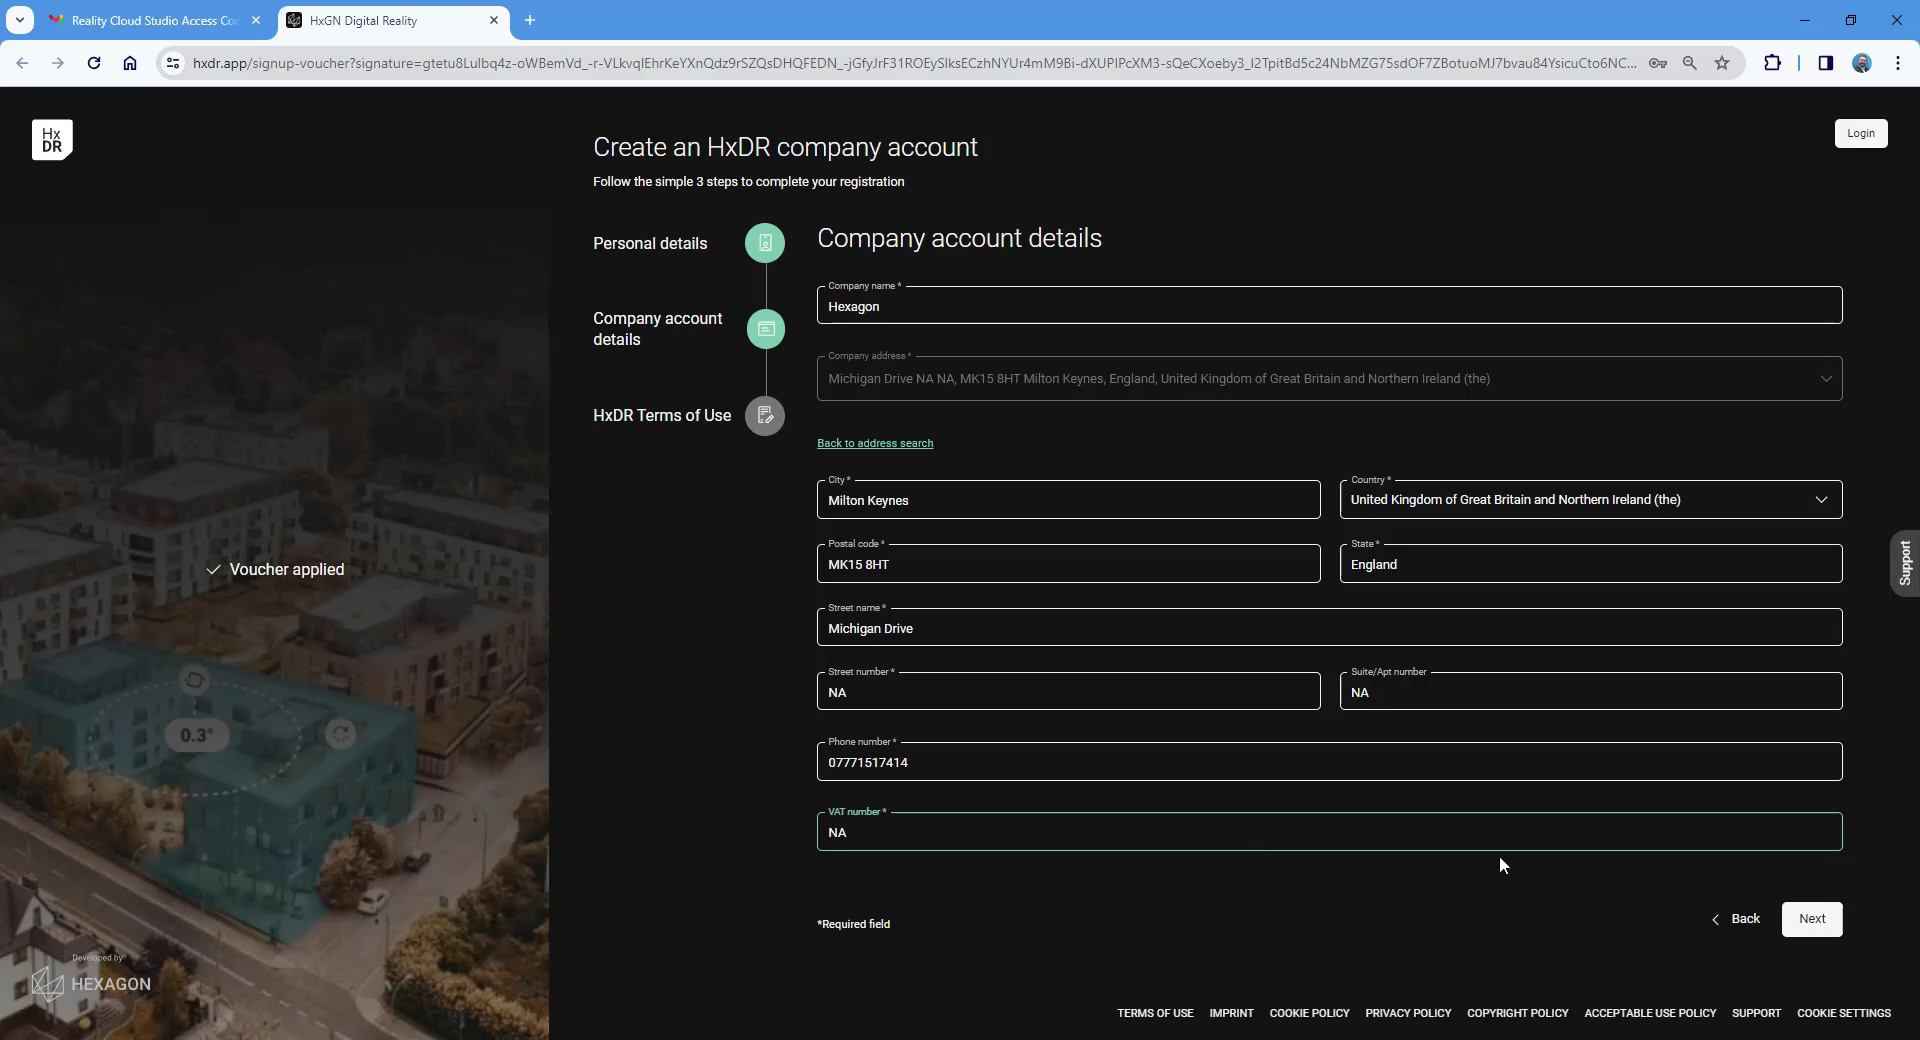 Reality Cloud Studio Access Co
HxGN Digital Reality
hxdr.app/signup-voucher?signature=gtetu8Lulbq4z-oWBemVd_-r-VLkvqlEhrKeYXnQdz9rSZQsDHQFEDN_-jGfyJrF31ROEySlksECzhNYUr4mM9Bi-dXUPlPcXM3-sQeCXoeby3_l2TpitBd5c24NbMZG75sdOF7ZBotuoMJ7bvau84YsicuCto6NC...
Hx
DR
Create an HxDR company account
Login
Follow the simple 3 steps to complete your registration
Personal details
Company account details
Company account
details
HxDR Terms of Use
Company name *
Hexagon
Company address *
Michigan Drive NA NA, MK15 8HT Milton Keynes, England, United Kingdom of Great Britain and Northern Ireland (the)
Back to address search
City *
Milton Keynes
Country *
United Kingdom of Great Britain and Northern Ireland (the)
Postal code *
MK15 8HT
State *
England
Street name *
Michigan Drive
Street number *
NA
Suite/Apt number
NA
Phone number *
07771517414
VAT number *
NA
*Required field
Back
Next
Support
Voucher applied
0.3°
Developed by
HEXAGON
TERMS OF USE IMPRINT COOKIE POLICY PRIVACY POLICY COPYRIGHT POLICY ACCEPTABLE USE POLICY SUPPORT COOKIE SETTINGS